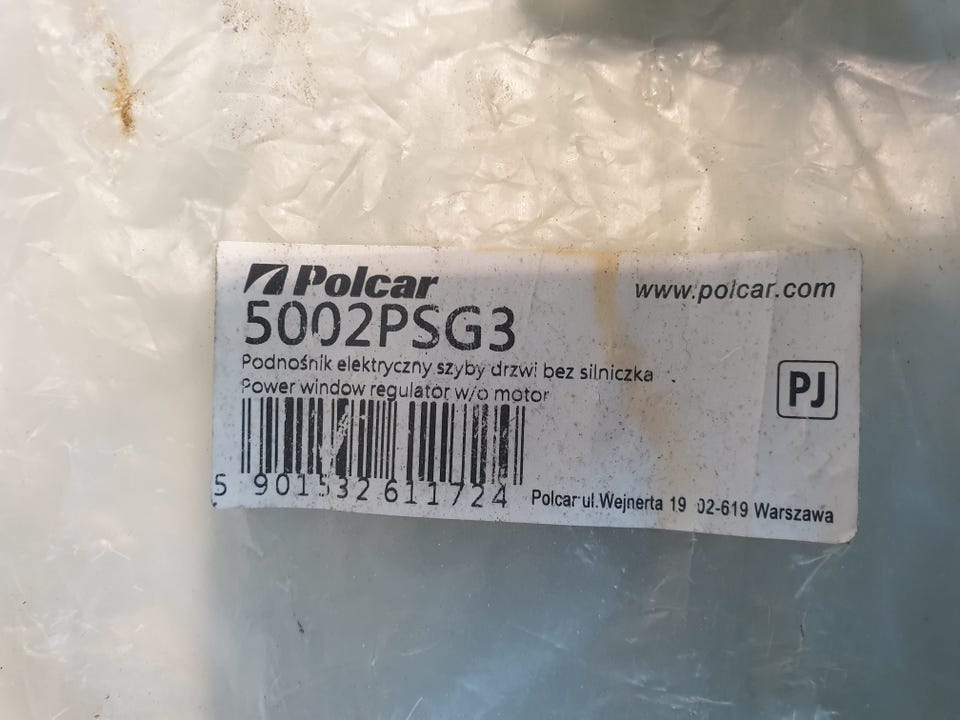 Polcar
www.polcar.com
5002PSG3
Podnośnik elektryczny szyby drzwi bez silniczka
Power window regulator w/o motor
PJ
5 901532 611724
Polcar ul.Wejnerta 19 02-619 Warszawa